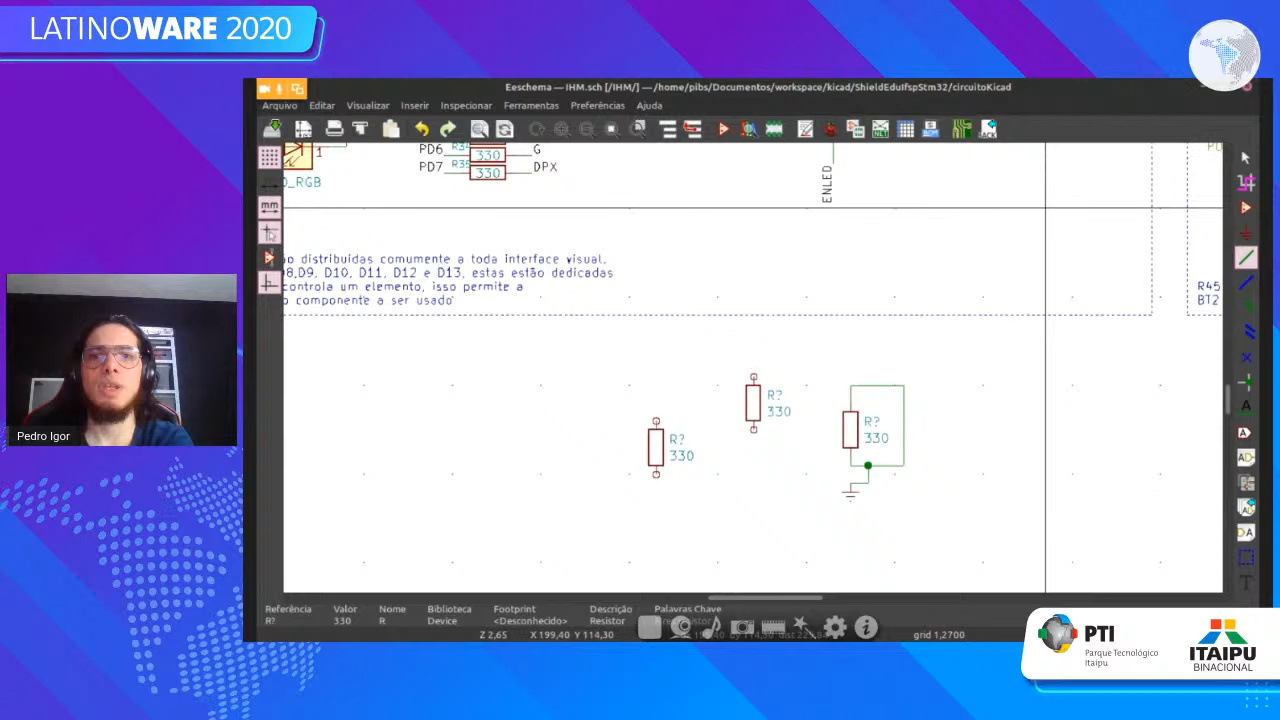 LATINOWARE 2020
Eeschema — IHM.sch [/IHM/] — /home/pibs/Documentos/workspace/kicad/ShieldEduIfspStm32/circuitoKicad
Arquivo Editar Visualizar Inserir Inspecionar Ferramentas Preferências Ajuda
PD6 330 G
PD7 330 DPX
1
D_RGB
ENLED
ão distribuidas comumente a toda interface visual.
D9, D10, D11, D12 e D13, estas estão dedicadas
controla um elemento, isso permite a
o componente a ser usado
R45
BT2
R?
330
R?
330
R?
330
mm
Pedro Igor
Referência Valor Nome Biblioteca Footprint Descrição Palavras Chave
R? 330 R Device <Desconhecido> Resistor
Z 2,65 X 199,40 Y 114,30 grid 1,2700
PTI
Parque Tecnológico
Itaipu
ITAIPU
BINACIONAL